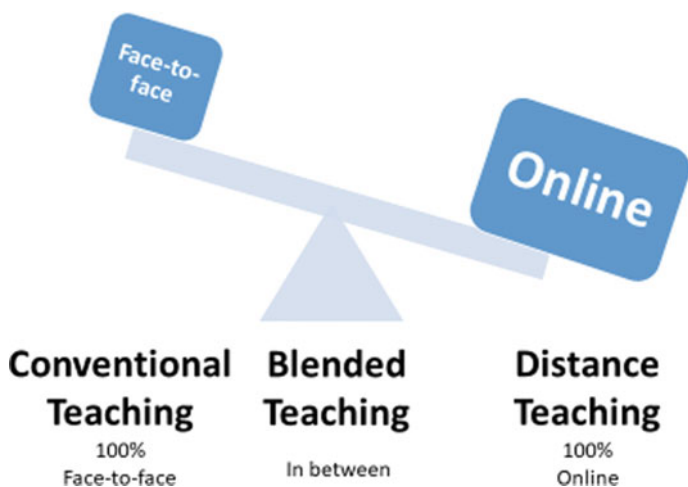 Face-to-
face
Online
Conventional
Teaching
100%
Face-to-face
Blended
Teaching
In between
Distance
Teaching
100%
Online